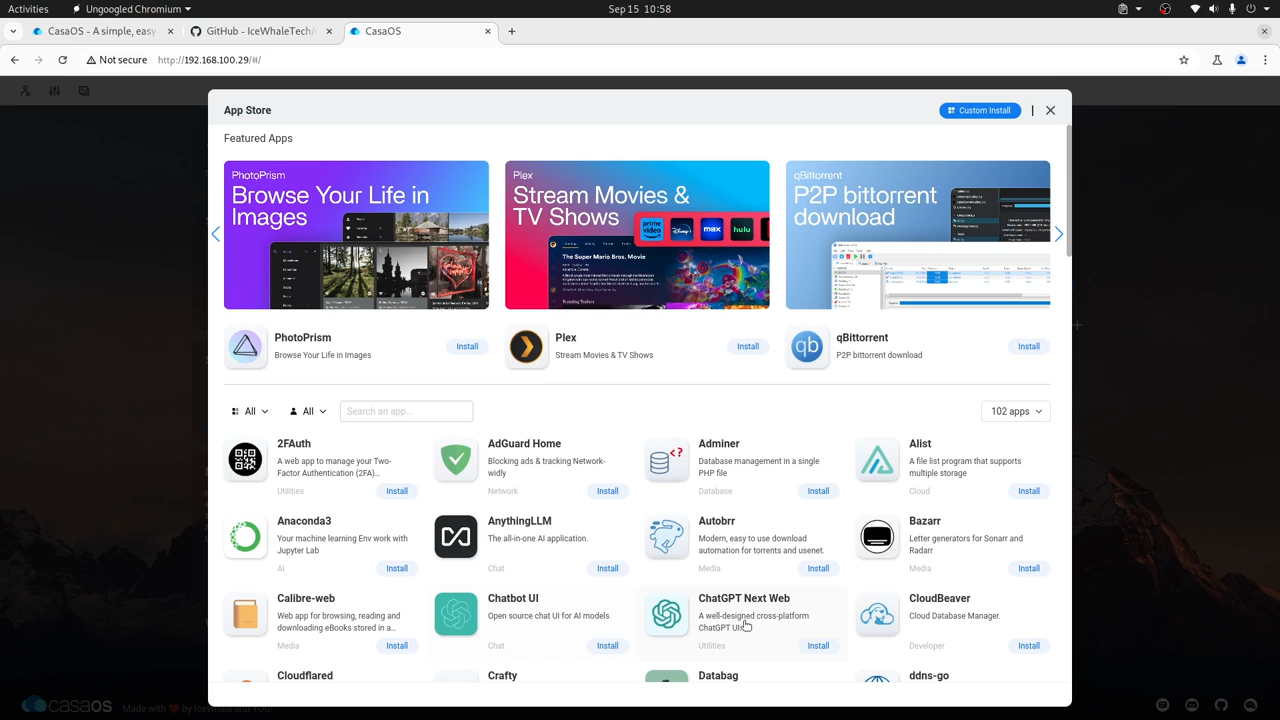 Activities
Ungoogled Chromium
Sep 15 10:58
CasaOS - A simple, easy-
GitHub - IceWhaleTech/
CasaOS
Not secure
http://192.168.100.29/#/
App Store
Custom Install
Featured Apps
PhotoPrism
Browse Your Life in
Images
Plex
Stream Movies &
TV Shows
prime video
Disney+
max
hulu
The Super Mario Bros. Movie
qBittorrent
P2P bittorrent
download
PhotoPrism
Browse Your Life in Images
Install
Plex
Stream Movies & TV Shows
Install
qBittorrent
P2P bittorrent download
Install
All
All
Search an app...
102 apps
2FAuth
A web app to manage your Two-
Factor Authentication (2FA)...
Utilities
Install
AdGuard Home
Blocking ads & tracking Network-
widly
Network
Install
Adminer
Database management in a single
PHP file
Database
Install
Alist
A file list program that supports
multiple storage
Cloud
Install
Anaconda3
Your machine learning Env work with
Jupyter Lab
AI
Install
AnythingLLM
The all-in-one AI application.
Chat
Install
Autobrr
Modern, easy to use download
automation for torrents and usenet.
Media
Install
Bazarr
Letter generators for Sonarr and
Radarr
Media
Install
Calibre-web
Web app for browsing, reading and
downloading eBooks stored in a...
Media
Install
Chatbot UI
Open source chat UI for AI models
Chat
Install
ChatGPT Next Web
A well-designed cross-platform
ChatGPT UI
Utilities
Install
CloudBeaver
Cloud Database Manager.
Developer
Install
Cloudflared
Crafty
Databag
ddns-go
CasaOS
Made with ❤ by IceWhale and YOU!